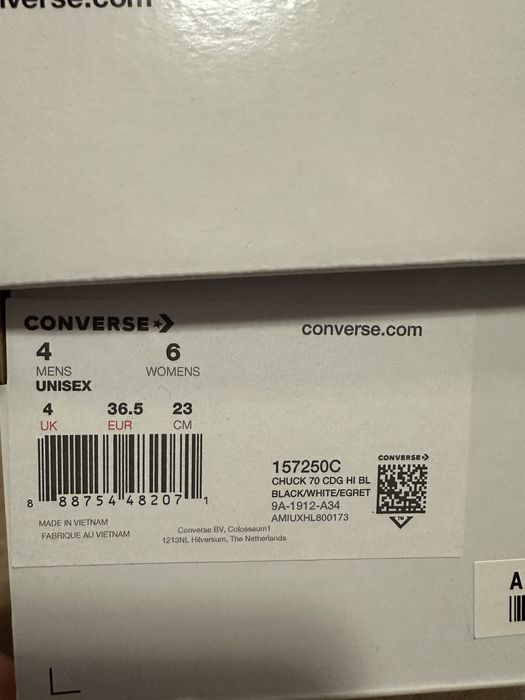 verse.com
CONVERSE
converse.com
4 6
MENS WOMENS
UNISEX
4 36.5 23
UK EUR CM
8 88754 48207 1
157250C
CHUCK 70 CDG HI BL
BLACK/WHITE/EGRET
9A-1912-A34
AMIUXHL800173
CONVERSE
MADE IN VIETNAM
FABRIQUE AU VIETNAM
Converse BV, Colosseum1
1213NL Hilversum, The Netherlands
A